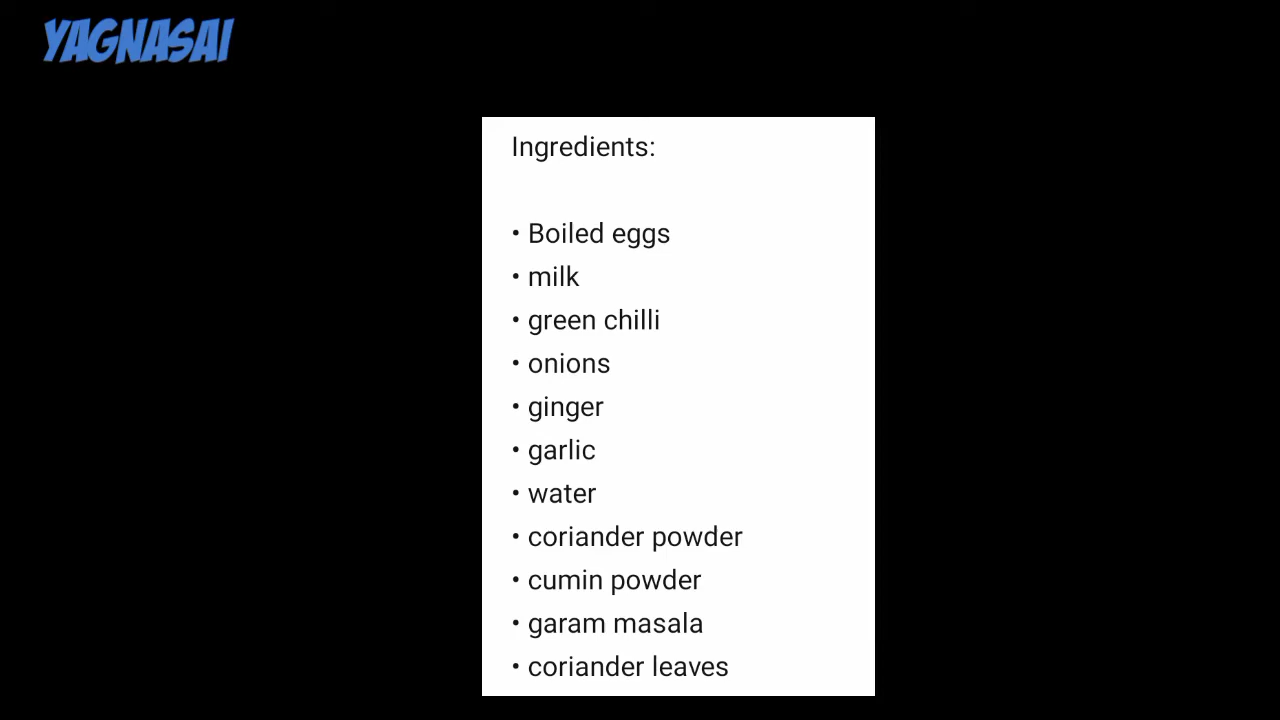 YAGNASAI
Ingredients:
• Boiled eggs
• milk
• green chilli
• onions
• ginger
• garlic
• water
• coriander powder
• cumin powder
• garam masala
• coriander leaves